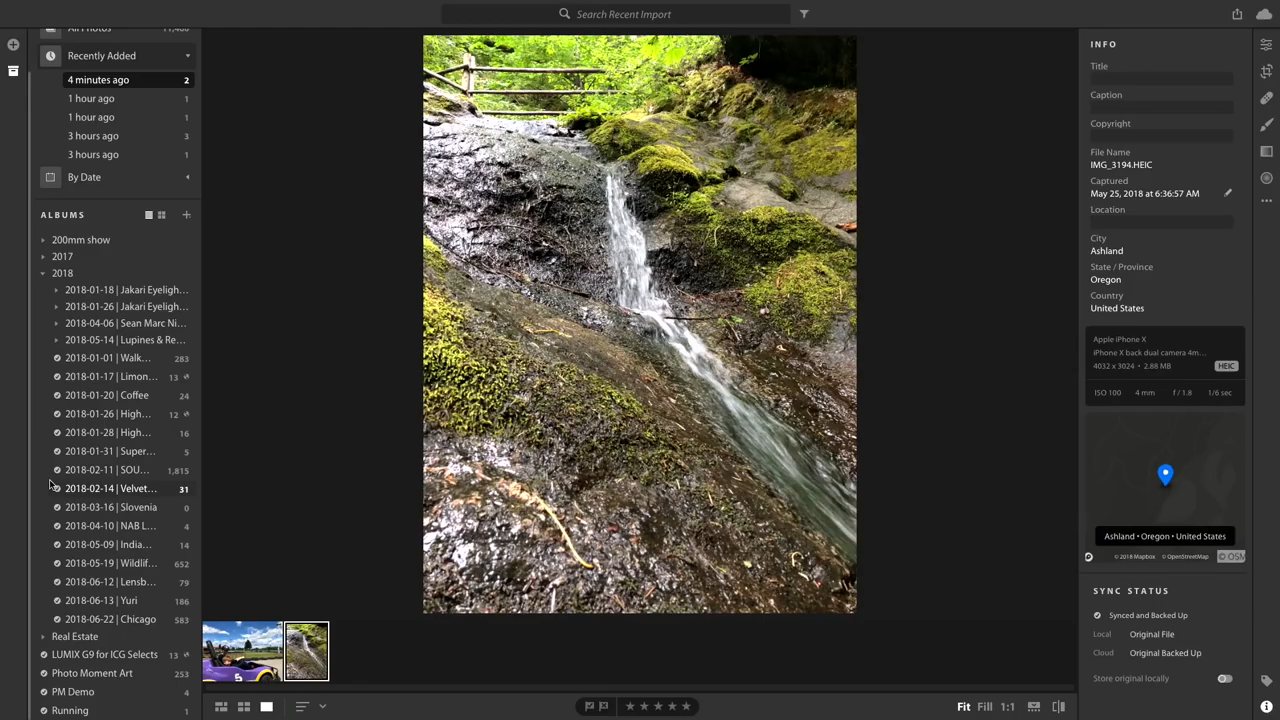 Search Recent Import
All Photos 11,480
Recently Added
4 minutes ago 2
1 hour ago 1
1 hour ago 1
3 hours ago 3
3 hours ago 1
By Date
ALBUMS
200mm show
2017
2018
2018-01-18 | Jakari Eyeligh...
2018-01-26 | Jakari Eyeligh...
2018-04-06 | Sean Marc Ni...
2018-05-14 | Lupines & Re...
2018-01-01 | Walk... 283
2018-01-17 | Limon... 13
2018-01-20 | Coffee 24
2018-01-26 | High... 12
2018-01-28 | High... 16
2018-01-31 | Super... 5
2018-02-11 | SOU... 1,815
2018-02-14 | Velvet... 31
2018-03-16 | Slovenia 0
2018-04-10 | NAB L... 4
2018-05-09 | India... 14
2018-05-19 | Wildlif... 652
2018-06-12 | Lensb... 79
2018-06-13 | Yuri 186
2018-06-22 | Chicago 583
Real Estate
LUMIX G9 for ICG Selects 13
Photo Moment Art 253
PM Demo 4
Running 1
Fit Fill 1:1
INFO
Title
Caption
Copyright
File Name
IMG_3194.HEIC
Captured
May 25, 2018 at 6:36:57 AM
Location
City
Ashland
State / Province
Oregon
Country
United States
Apple iPhone X
iPhone X back dual camera 4m...
4032 x 3024 • 2.88 MB HEIC
ISO 100 4 mm f / 1.8 1/6 sec
Ashland • Oregon • United States
© 2018 Mapbox © OpenStreetMap © OSM
SYNC STATUS
Synced and Backed Up
Local Original File
Cloud Original Backed Up
Store original locally